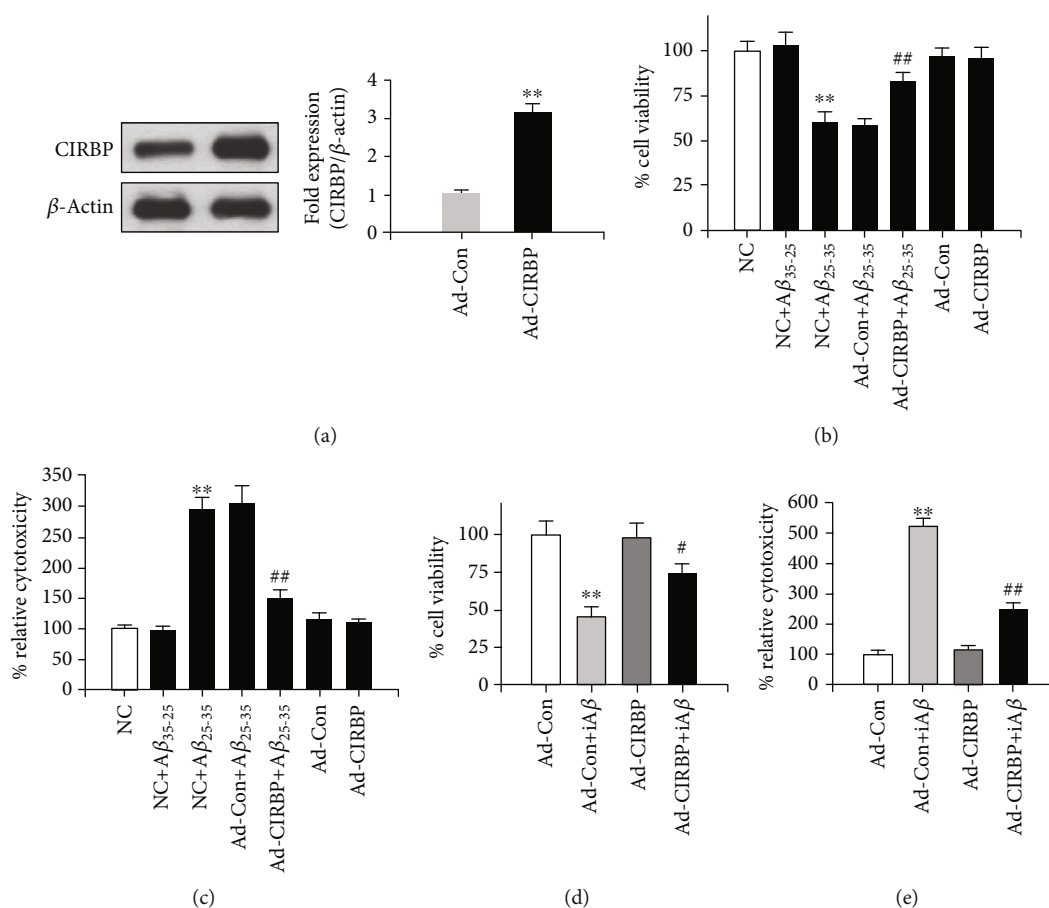 CIRBP
β-Actin
Fold expression
(CIRBP/β-actin)
4
3
2
1
0
**
Ad-Con
Ad-CIRBP
(a)
% cell viability
100
75
50
25
0
**
##
NC
NC+Aβ35-25
NC+Aβ25-35
Ad-Con+Aβ25-35
Ad-CIRBP+Aβ25-35
Ad-Con
Ad-CIRBP
(b)
% relative cytotoxicity
350
300
250
200
150
100
50
0
**
##
NC
NC+Aβ35-25
NC+Aβ25-35
Ad-Con+Aβ25-35
Ad-CIRBP+Aβ25-35
Ad-Con
Ad-CIRBP
(c)
% cell viability
100
75
50
25
0
**
#
Ad-Con
Ad-Con+iAβ
Ad-CIRBP
Ad-CIRBP+iAβ
(d)
% relative cytotoxicity
600
500
400
300
200
100
0
**
##
Ad-Con
Ad-Con+iAβ
Ad-CIRBP
Ad-CIRBP+iAβ
(e)